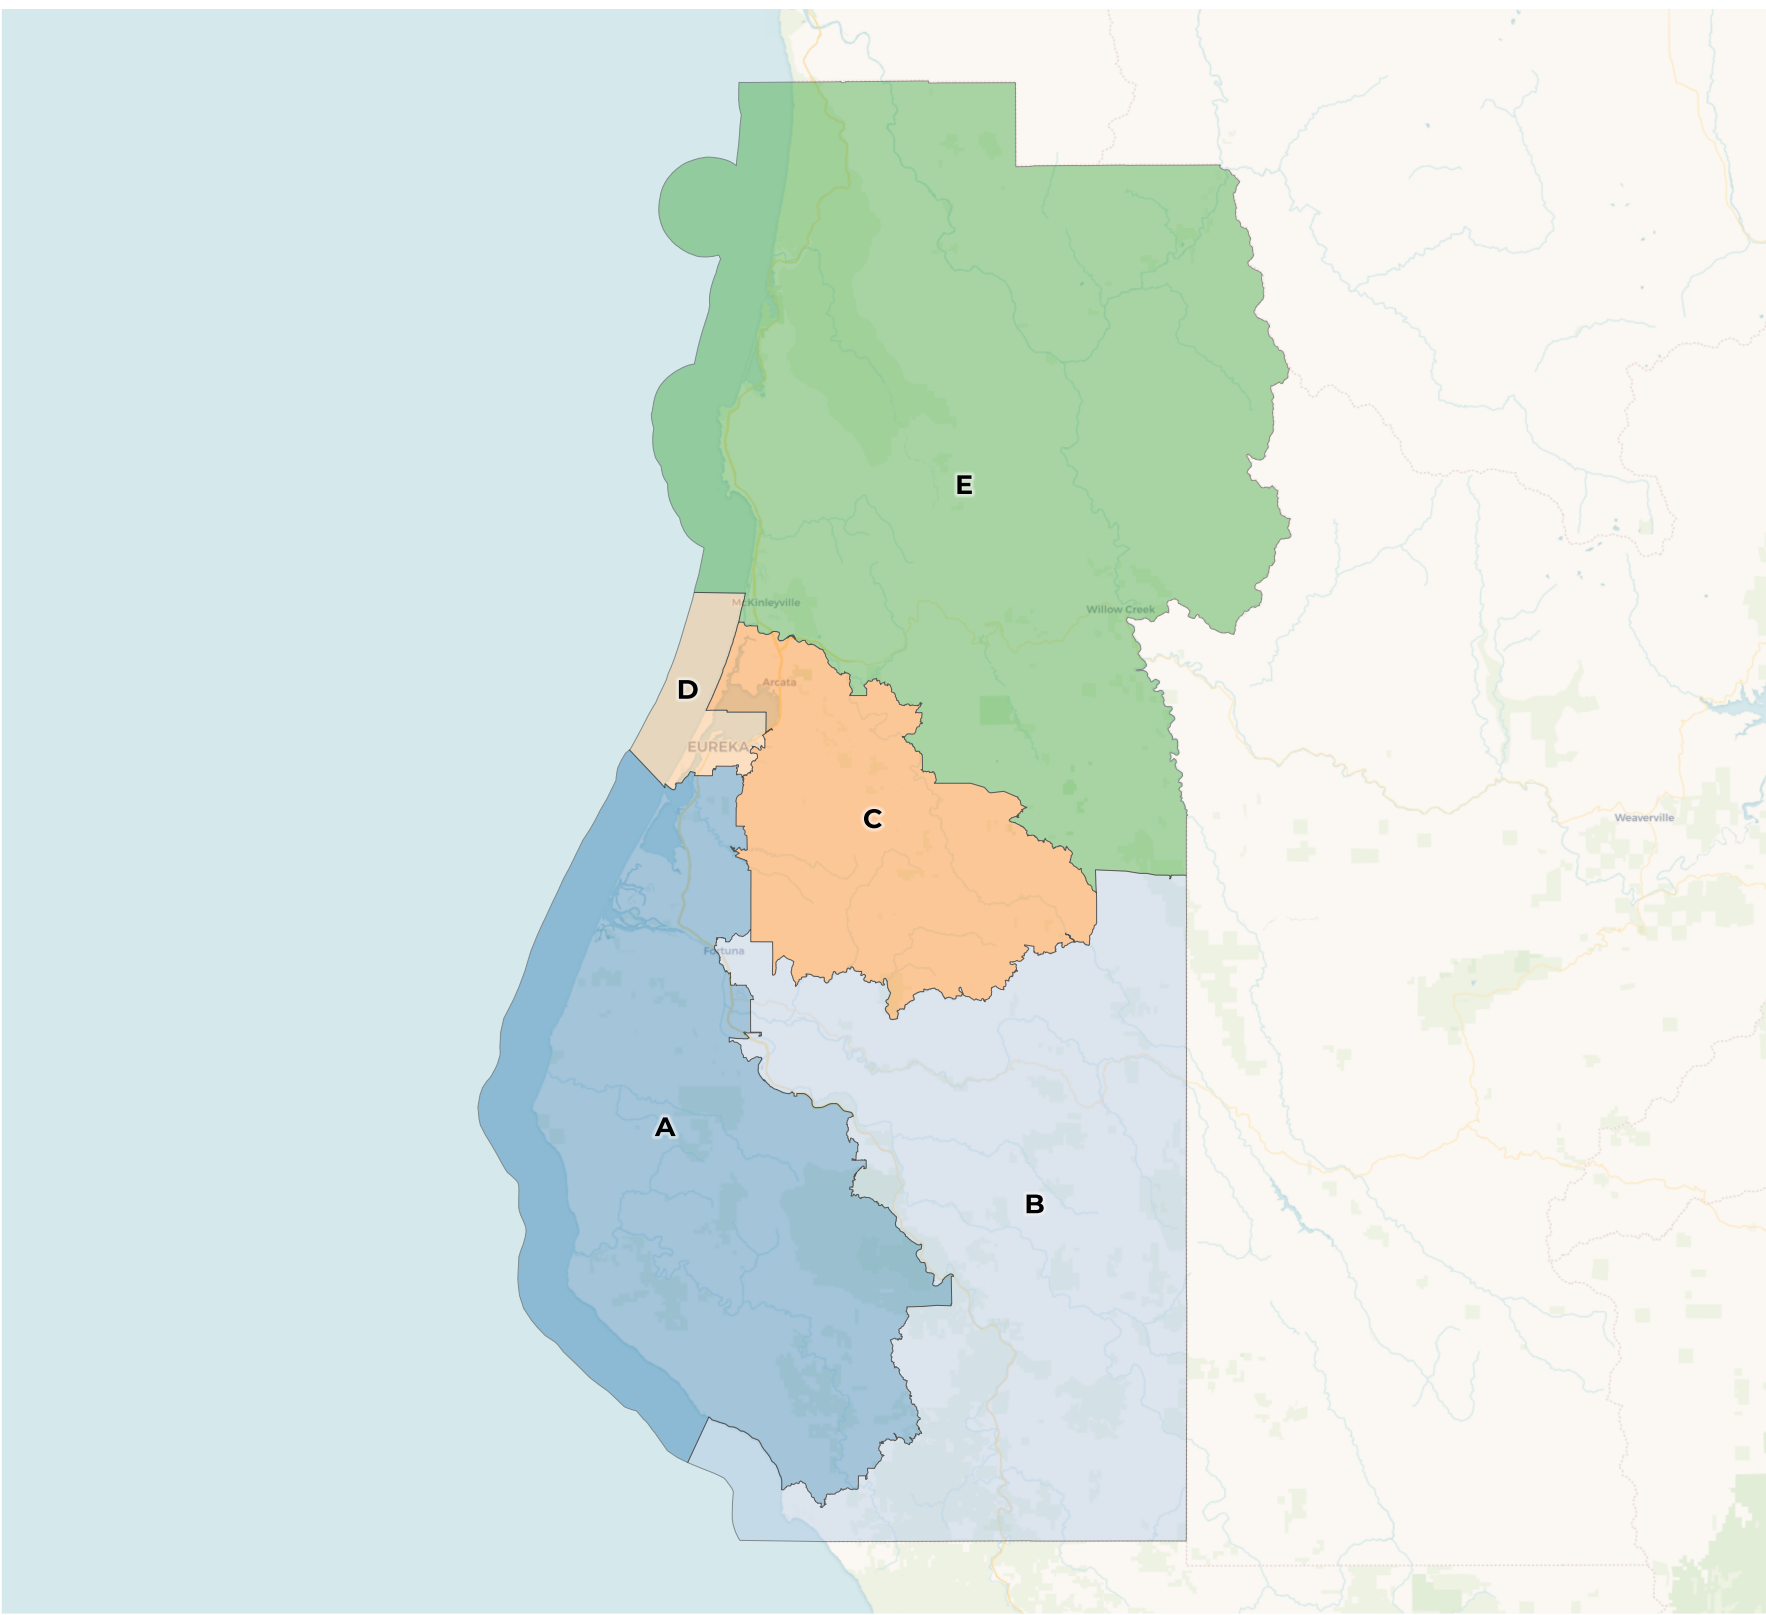 E
McKinleyville
Willow Creek
Arcata
D
EUREKA
C
Weaverville
Fortuna
A
B